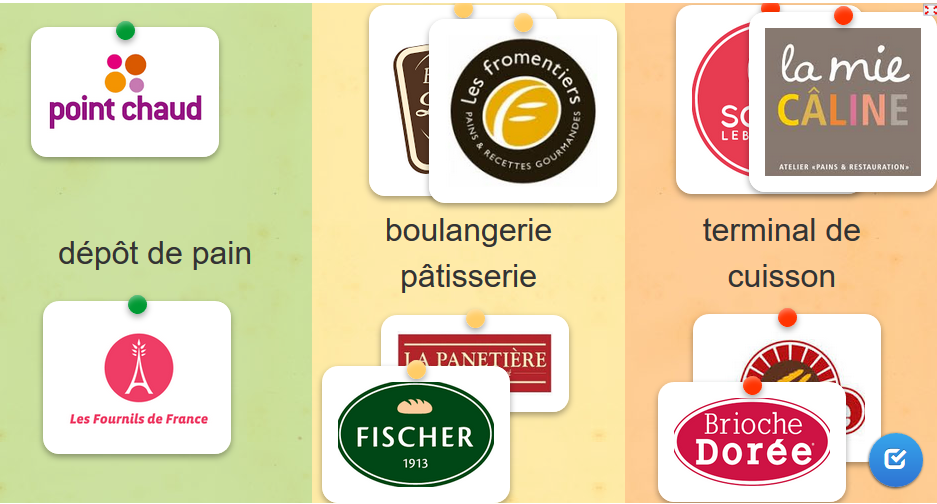 point chaud
dépôt de pain
Les Fournils de France
Les fromentiers
PAINS & RECETTES GOURMANDES
boulangerie
pâtisserie
LA PANETIÈRE
FISCHER
1913
la mie
CÂLINE
ATELIER «PAINS & RESTAURATION»
terminal de
cuisson
Brioche
Dorée